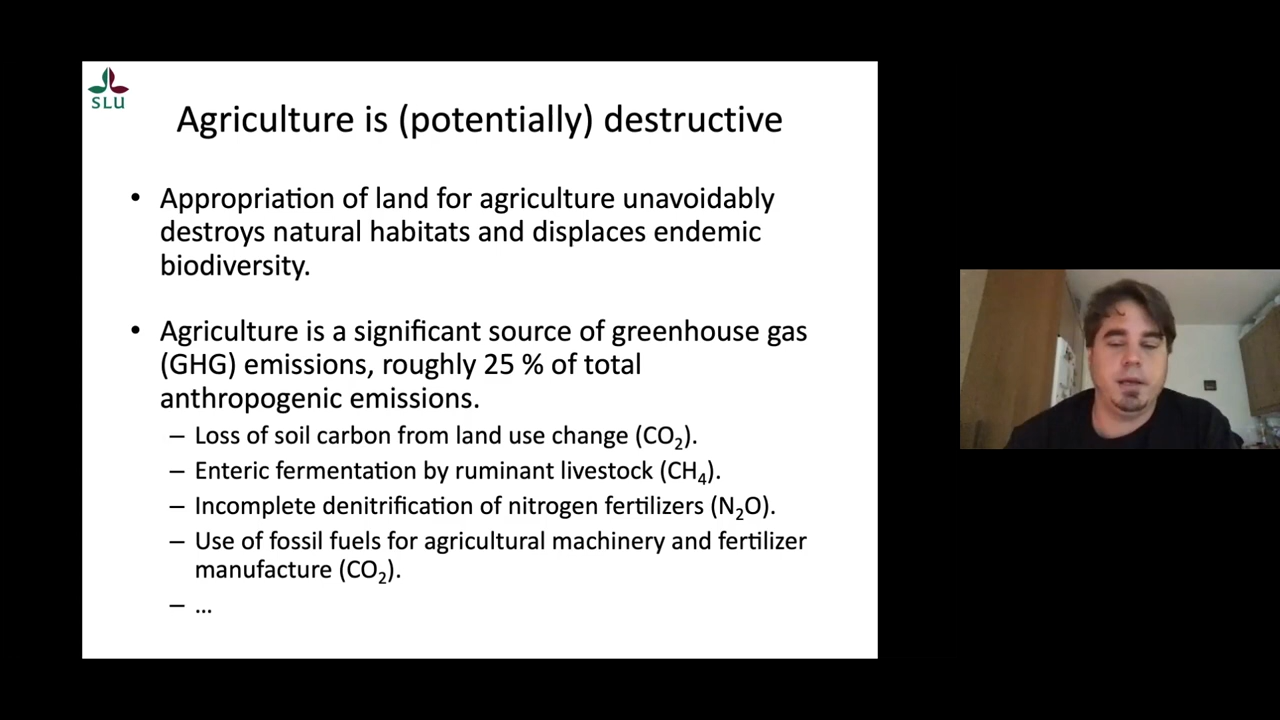 SLU
Agriculture is (potentially) destructive
• Appropriation of land for agriculture unavoidably
destroys natural habitats and displaces endemic
biodiversity.
• Agriculture is a significant source of greenhouse gas
(GHG) emissions, roughly 25 % of total
anthropogenic emissions.
– Loss of soil carbon from land use change (CO₂).
– Enteric fermentation by ruminant livestock (CH₄).
– Incomplete denitrification of nitrogen fertilizers (N₂O).
– Use of fossil fuels for agricultural machinery and fertilizer
manufacture (CO₂).
– …